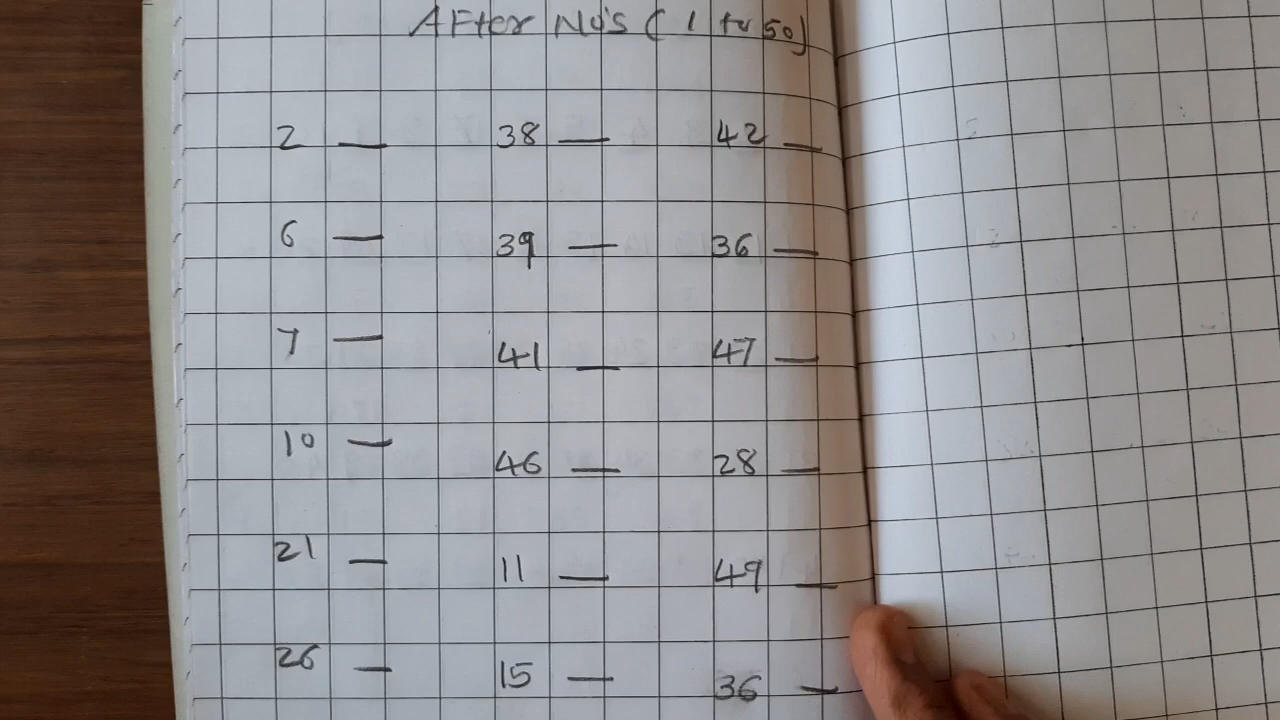 After No's ( 1 to 50)
2 — 38 — 42 —
6 — 39 — 36 —
7 — 41 — 47 —
10 — 46 — 28 —
21 — 11 — 49 —
26 — 15 — 36 —